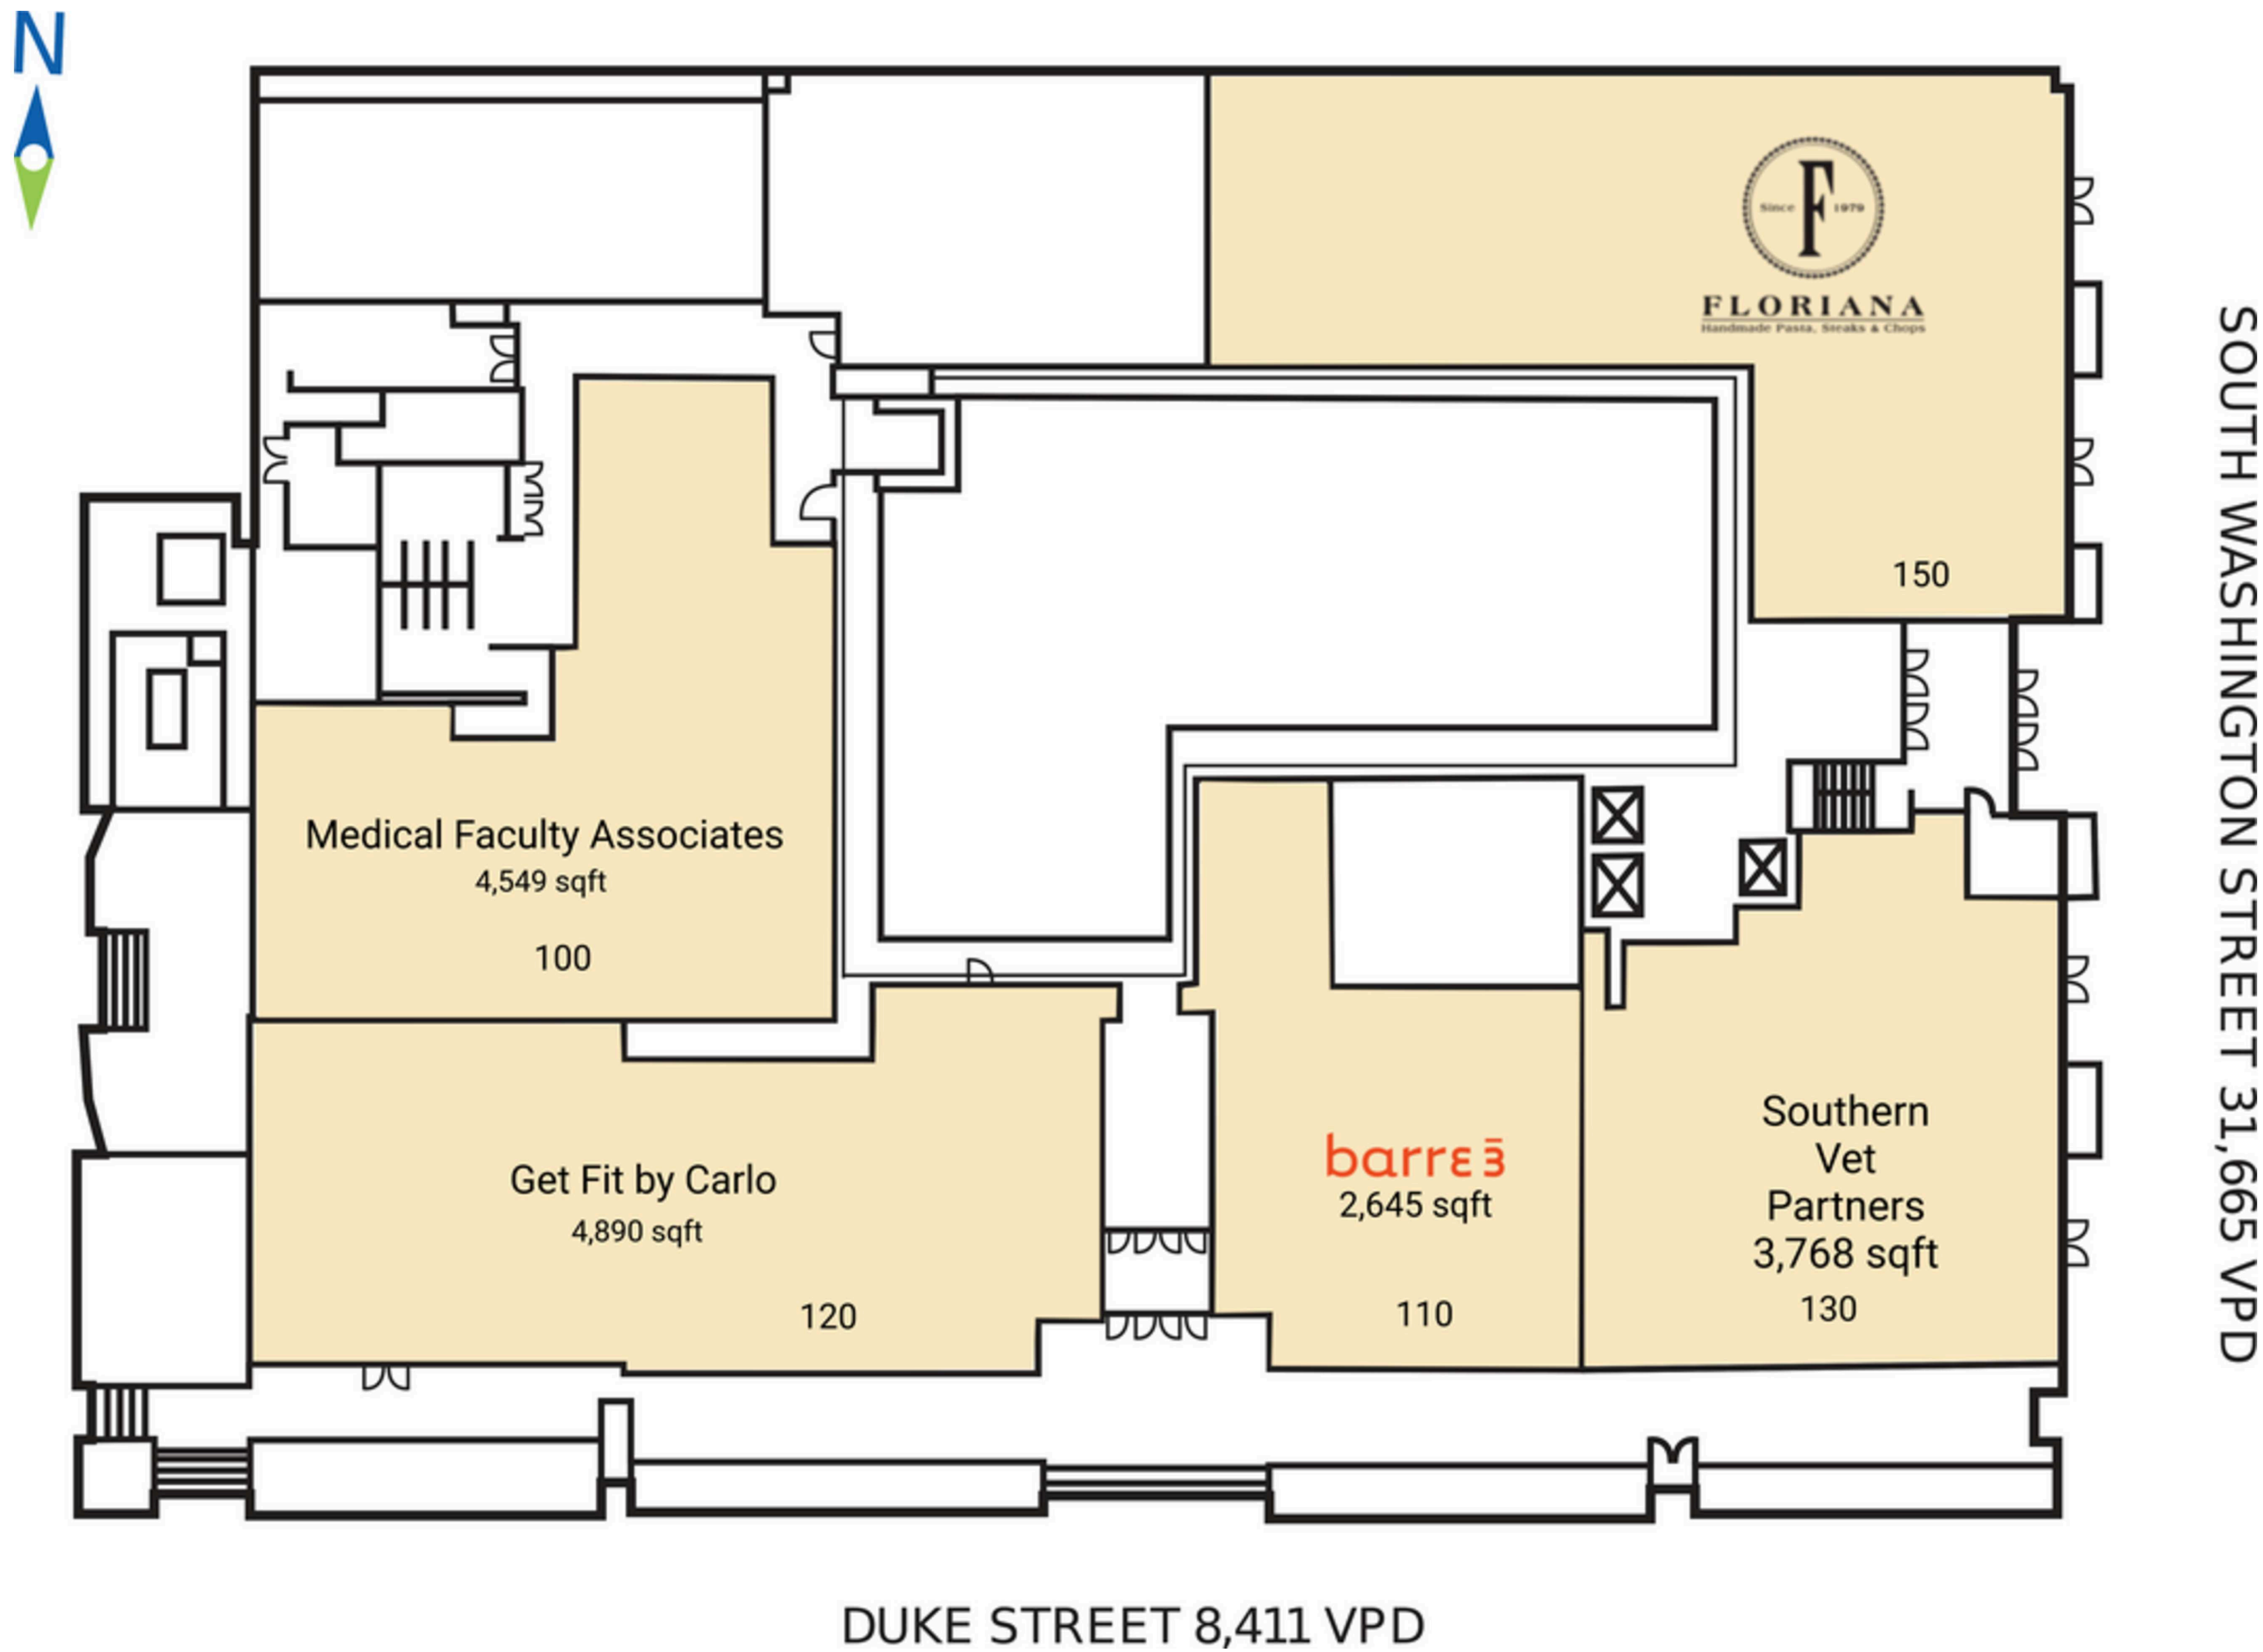 N
F
Since 1979
FLORIANA
Handmade Pasta, Steaks & Chops
150
Medical Faculty Associates
4,549 sqft
100
Get Fit by Carlo
4,890 sqft
120
barrɛ3̄
2,645 sqft
110
Southern
Vet
Partners
3,768 sqft
130
SOUTH WASHINGTON STREET 31,665 VPD
DUKE STREET 8,411 VPD